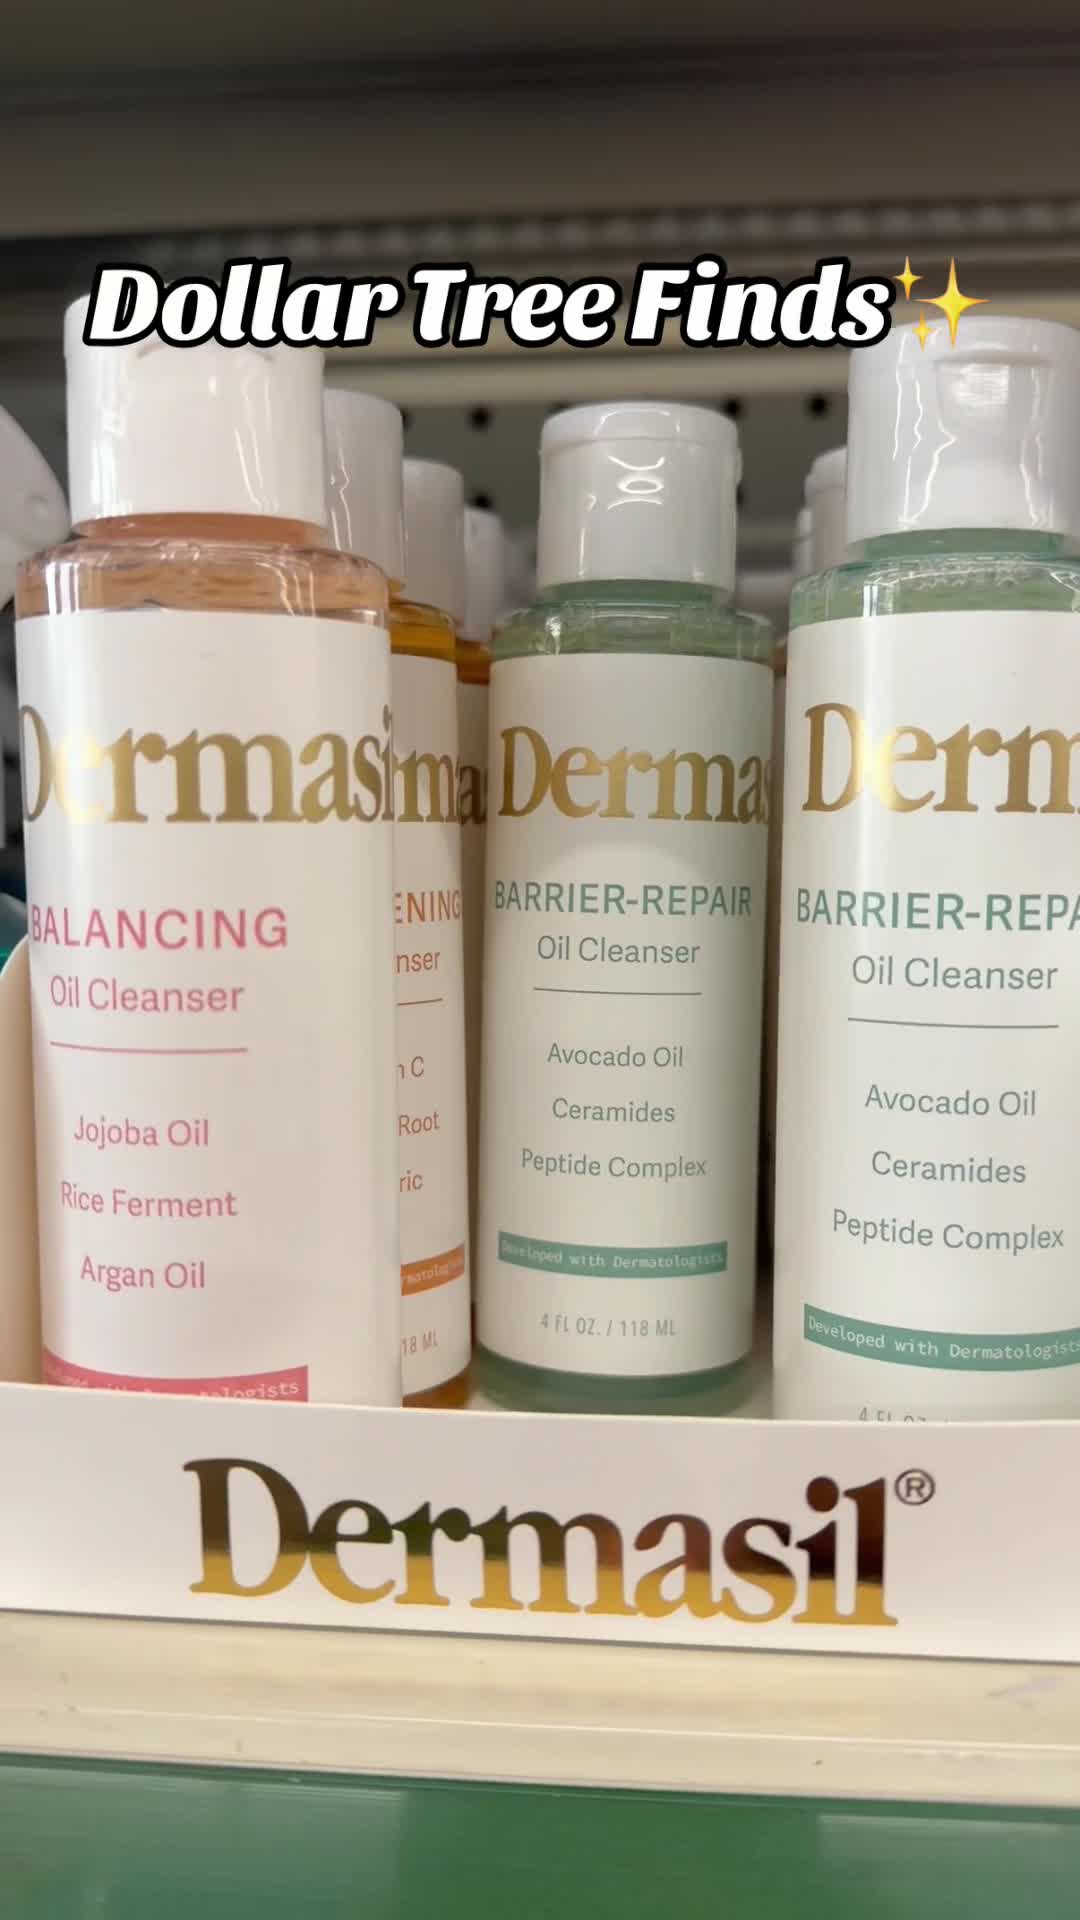 Dollar Tree Finds✨
Dermasil
BALANCING
Oil Cleanser
Jojoba Oil
Rice Ferment
Argan Oil
Dermas
BARRIER-REPAIR
Oil Cleanser
Avocado Oil
Ceramides
Peptide Complex
Developed with Dermatologists
4 FL OZ. / 118 ML
Derm
BARRIER-REPA
Oil Cleanser
Avocado Oil
Ceramides
Peptide Complex
Developed with Dermatologists
Dermasil®